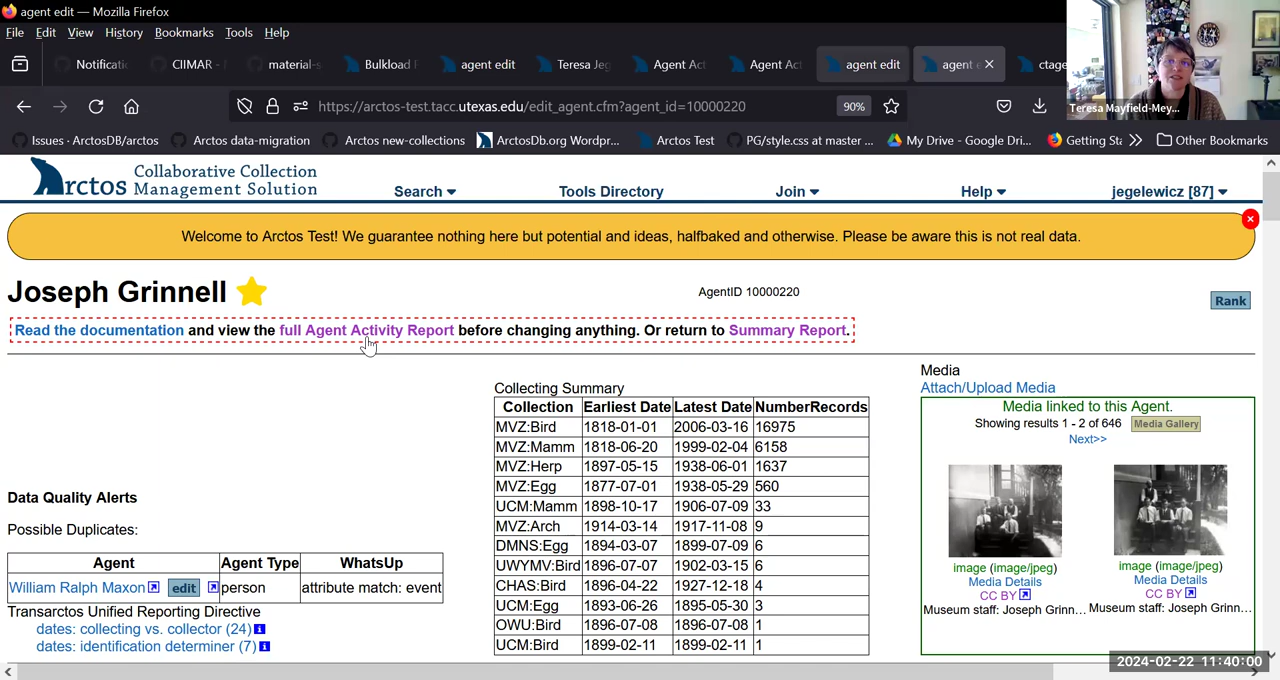 agent edit — Mozilla Firefox
File Edit View History Bookmarks Tools Help
Notificati CIIMAR - material-s Bulkload agent edit Teresa Jeg Agent Act Agent Act agent edit agent ctage
https://arctos-test.tacc.utexas.edu/edit_agent.cfm?agent_id=10000220 90%
Issues · ArctosDB/arctos Arctos data-migration Arctos new-collections ArctosDb.org Wordpr... Arctos Test PG/style.css at master ... My Drive - Google Dri... Getting Sta Other Bookmarks
Teresa Mayfield-Mey...
Arctos Collaborative Collection
Management Solution
Search Tools Directory Join Help jegelewicz [87]
Welcome to Arctos Test! We guarantee nothing here but potential and ideas, halfbaked and otherwise. Please be aware this is not real data.
Joseph Grinnell AgentID 10000220 Rank
Read the documentation and view the full Agent Activity Report before changing anything. Or return to Summary Report.
Data Quality Alerts
Possible Duplicates:
Agent Agent Type WhatsUp
William Ralph Maxon edit person attribute match: event
Transarctos Unified Reporting Directive
dates: collecting vs. collector (24)
dates: identification determiner (7)
Collecting Summary
Collection Earliest Date Latest Date NumberRecords
MVZ:Bird 1818-01-01 2006-03-16 16975
MVZ:Mamm 1818-06-20 1999-02-04 6158
MVZ:Herp 1897-05-15 1938-06-01 1637
MVZ:Egg 1877-07-01 1938-05-29 560
UCM:Mamm 1898-10-17 1906-07-09 33
MVZ:Arch 1914-03-14 1917-11-08 9
DMNS:Egg 1894-03-07 1899-07-09 6
UWYMV:Bird 1896-07-07 1902-03-15 6
CHAS:Bird 1896-04-22 1927-12-18 4
UCM:Egg 1893-06-26 1895-05-30 3
OWU:Bird 1896-07-08 1896-07-08 1
UCM:Bird 1899-02-11 1899-02-11 1
Media
Attach/Upload Media
Media linked to this Agent.
Showing results 1 - 2 of 646 Media Gallery
Next>>
image (image/jpeg) image (image/jpeg)
Media Details Media Details
CC BY CC BY
Museum staff: Joseph Grinn... Museum staff: Joseph Grinn...
2024-02-22 11:40:00